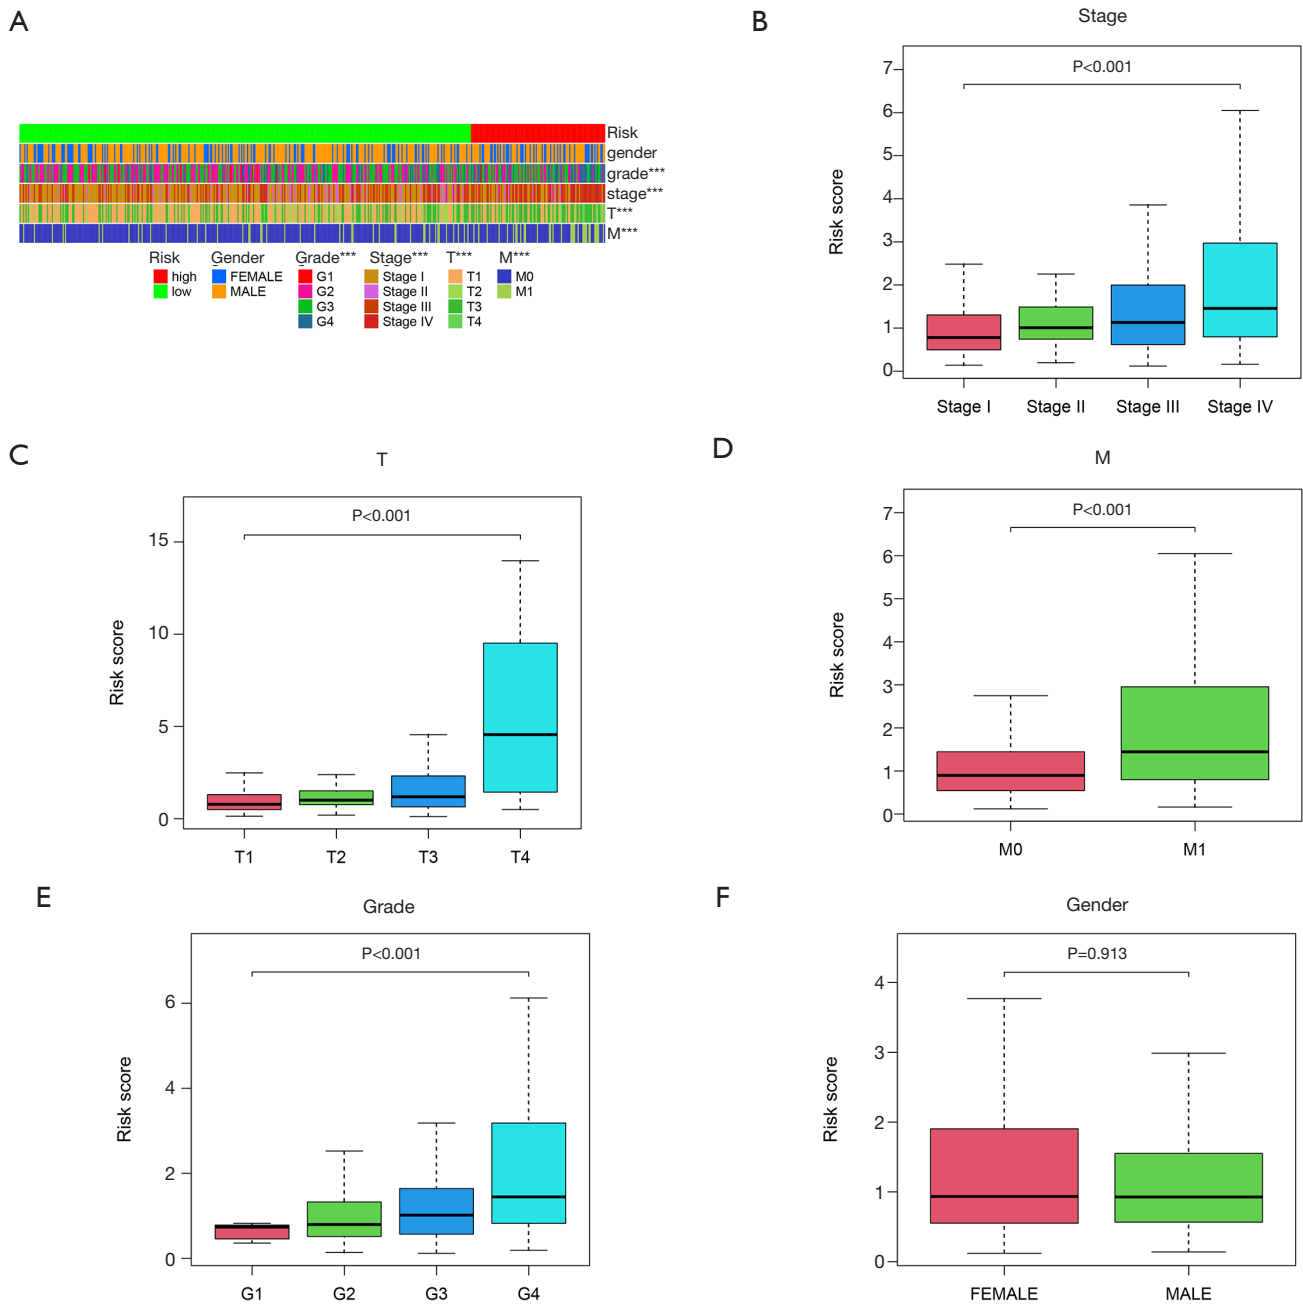 A
Risk
gender
grade***
stage***
T***
M***
Risk
high
low
Gender
FEMALE
MALE
Grade***
G1
G2
G3
G4
Stage***
Stage I
Stage II
Stage III
Stage IV
T***
T1
T2
T3
T4
M***
M0
M1
B
Stage
P<0.001
Risk score
7
6
5
4
3
2
1
0
Stage I Stage II Stage III Stage IV
C
T
P<0.001
Risk score
15
10
5
0
T1 T2 T3 T4
D
M
P<0.001
Risk score
7
6
5
4
3
2
1
0
M0 M1
E
Grade
P<0.001
Risk score
6
4
2
0
G1 G2 G3 G4
F
Gender
P=0.913
Risk score
4
3
2
1
0
FEMALE MALE